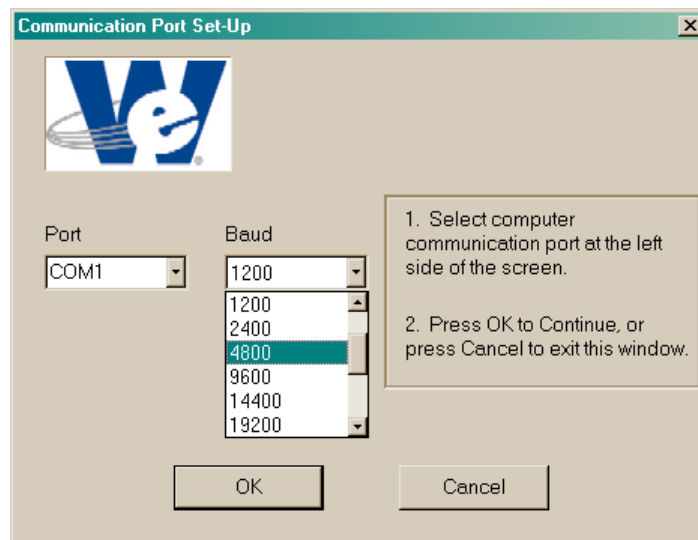 Communication Port Set-Up
We
Port
Baud
COM1
1200
1200
2400
4800
9600
14400
19200
1. Select computer
communication port at the left
side of the screen.
2. Press OK to Continue, or
press Cancel to exit this window.
OK
Cancel